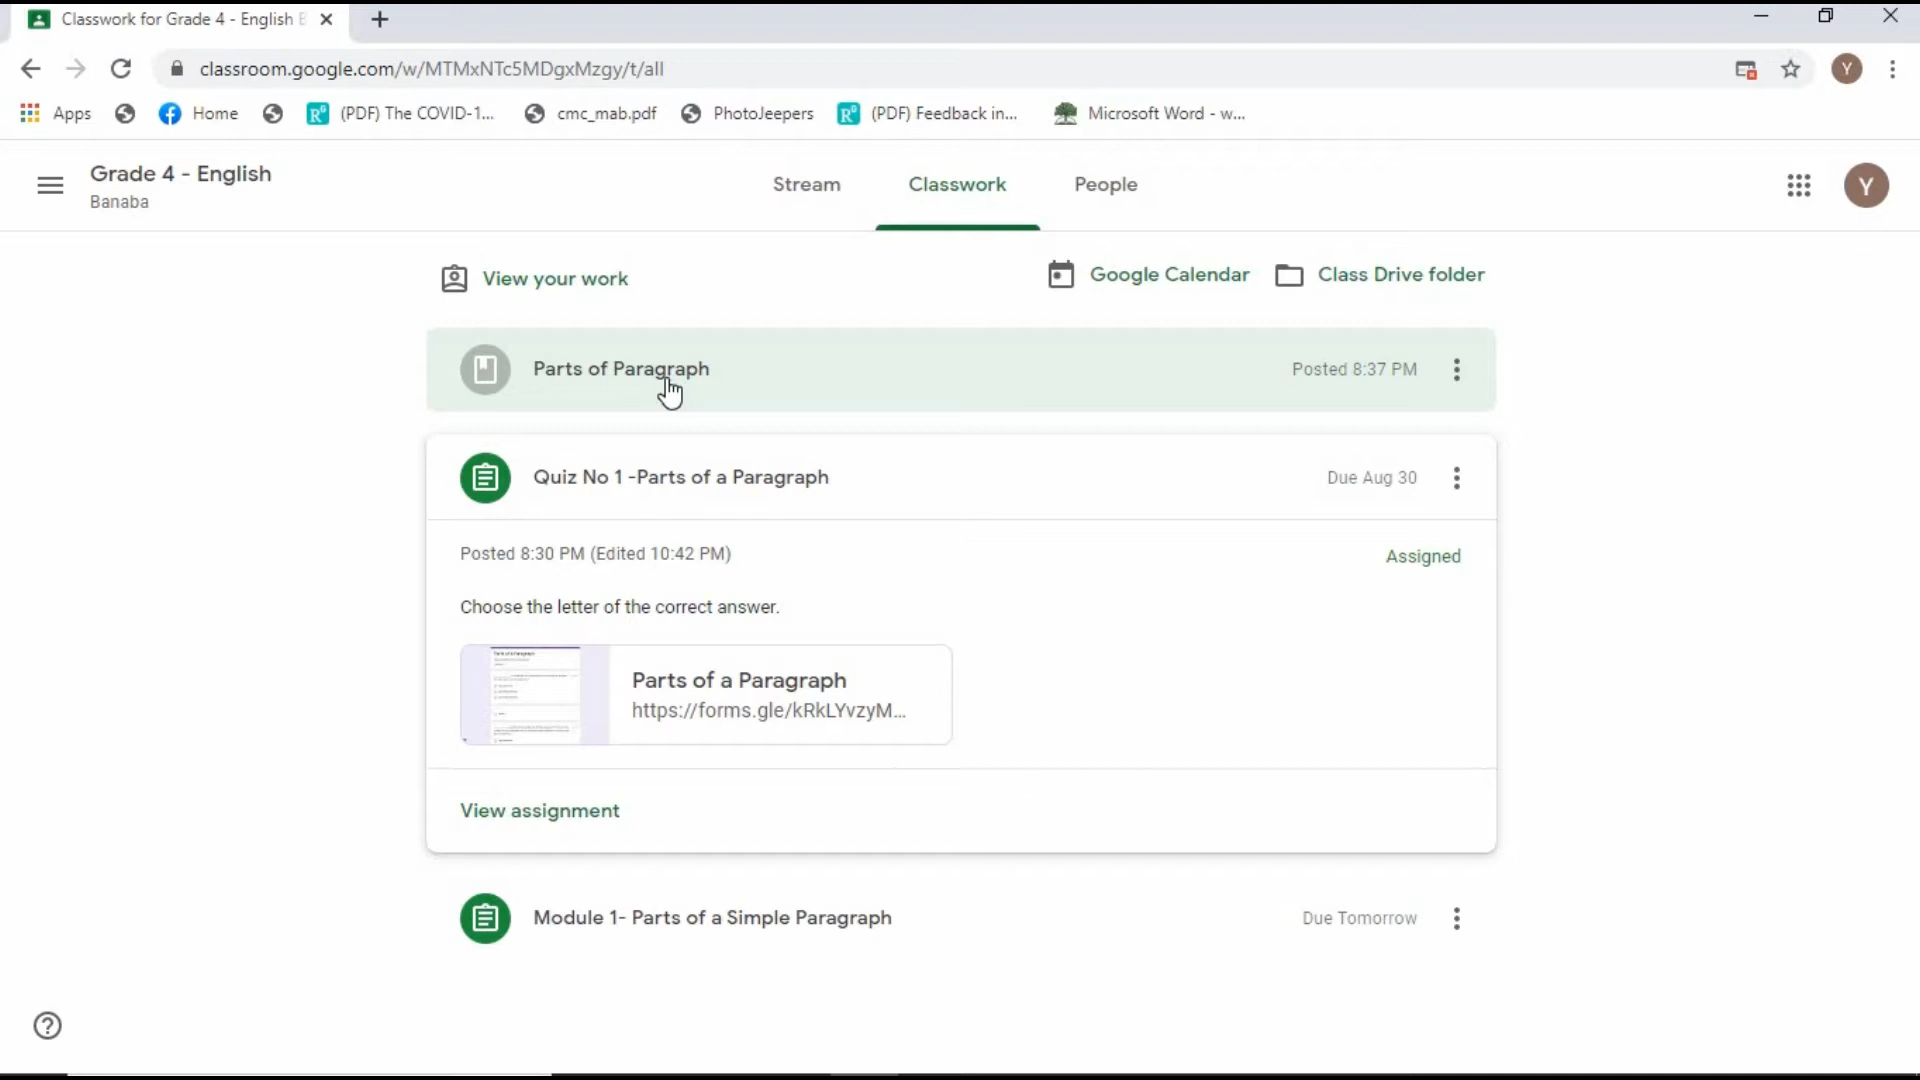 Classwork for Grade 4 - English B
classroom.google.com/w/MTMxNTc5MDgxMzgy/t/all
Y
Apps
Home
(PDF) The COVID-1...
cmc_mab.pdf
PhotoJeepers
(PDF) Feedback in...
Microsoft Word - w...
Grade 4 - English
Banaba
Stream
Classwork
People
Y
View your work
Google Calendar
Class Drive folder
Parts of Paragraph
Posted 8:37 PM
Quiz No 1 -Parts of a Paragraph
Due Aug 30
Posted 8:30 PM (Edited 10:42 PM)
Assigned
Choose the letter of the correct answer.
Parts of a Paragraph
https://forms.gle/kRkLYvzyM...
View assignment
Module 1- Parts of a Simple Paragraph
Due Tomorrow